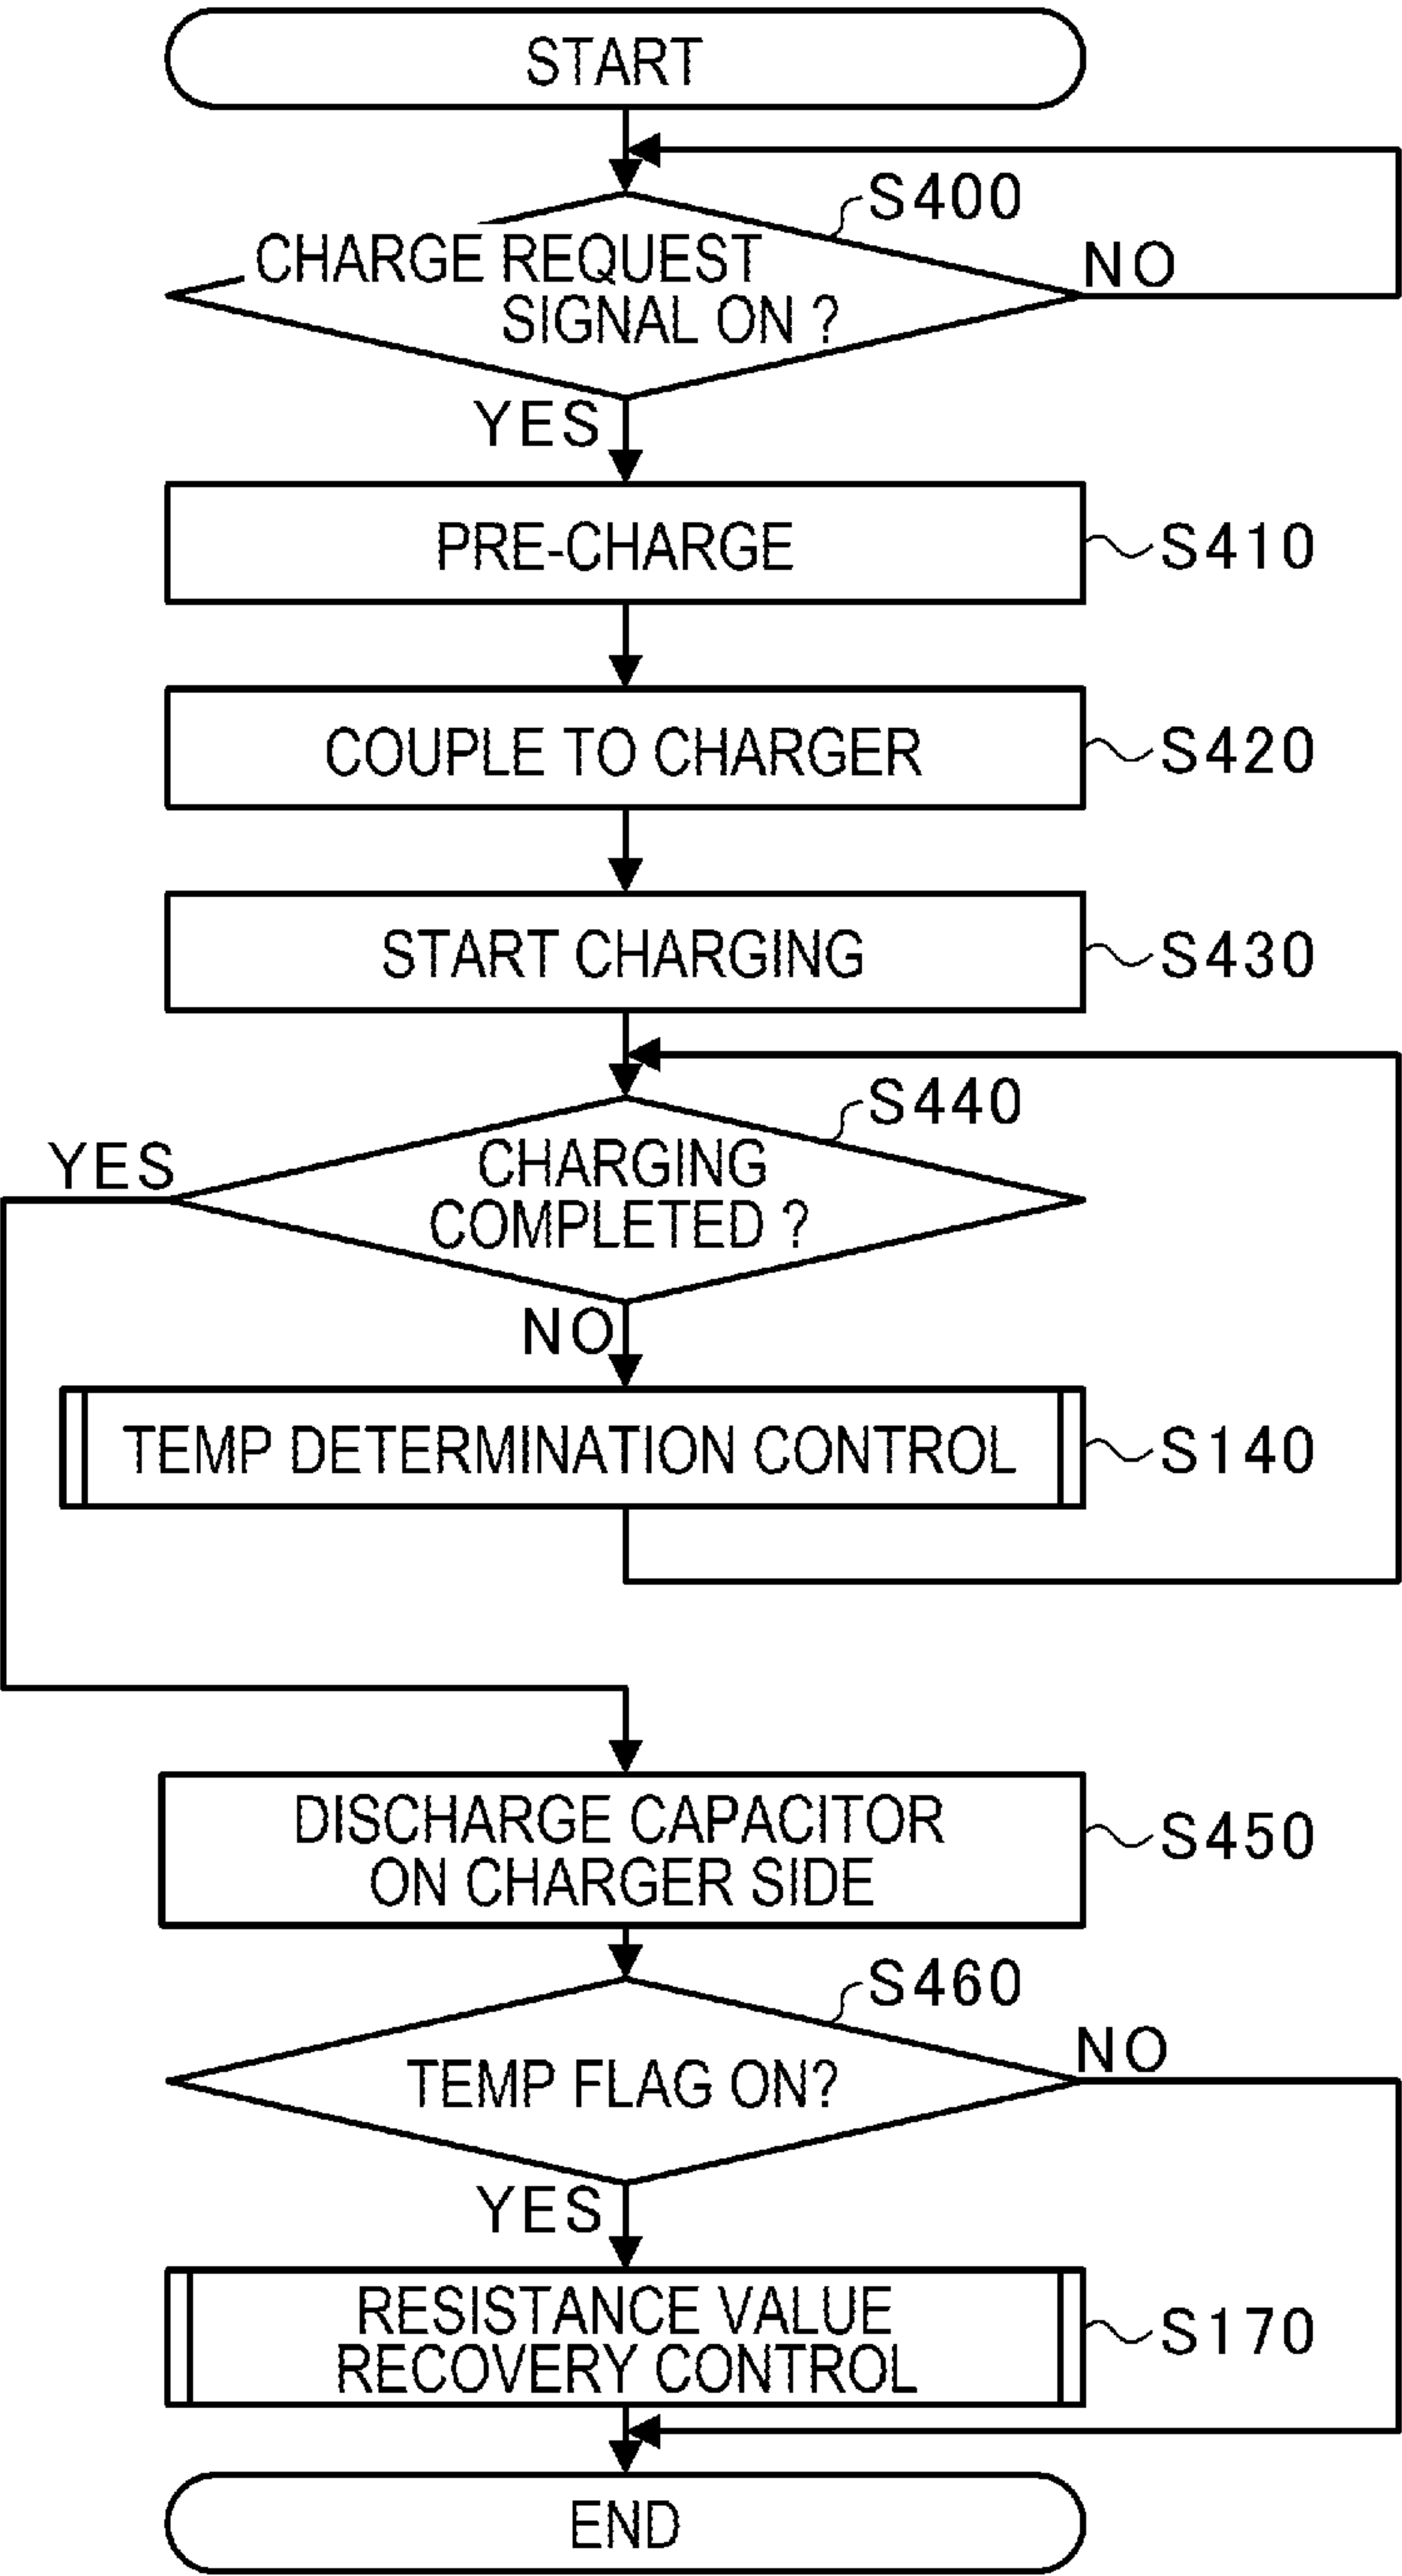 START
S400
CHARGE REQUEST
SIGNAL ON ?
NO
YES
PRE-CHARGE
S410
COUPLE TO CHARGER
S420
START CHARGING
S430
S440
YES
CHARGING
COMPLETED ?
NO
TEMP DETERMINATION CONTROL
S140
DISCHARGE CAPACITOR
ON CHARGER SIDE
S450
S460
NO
TEMP FLAG ON?
YES
RESISTANCE VALUE
RECOVERY CONTROL
S170
END